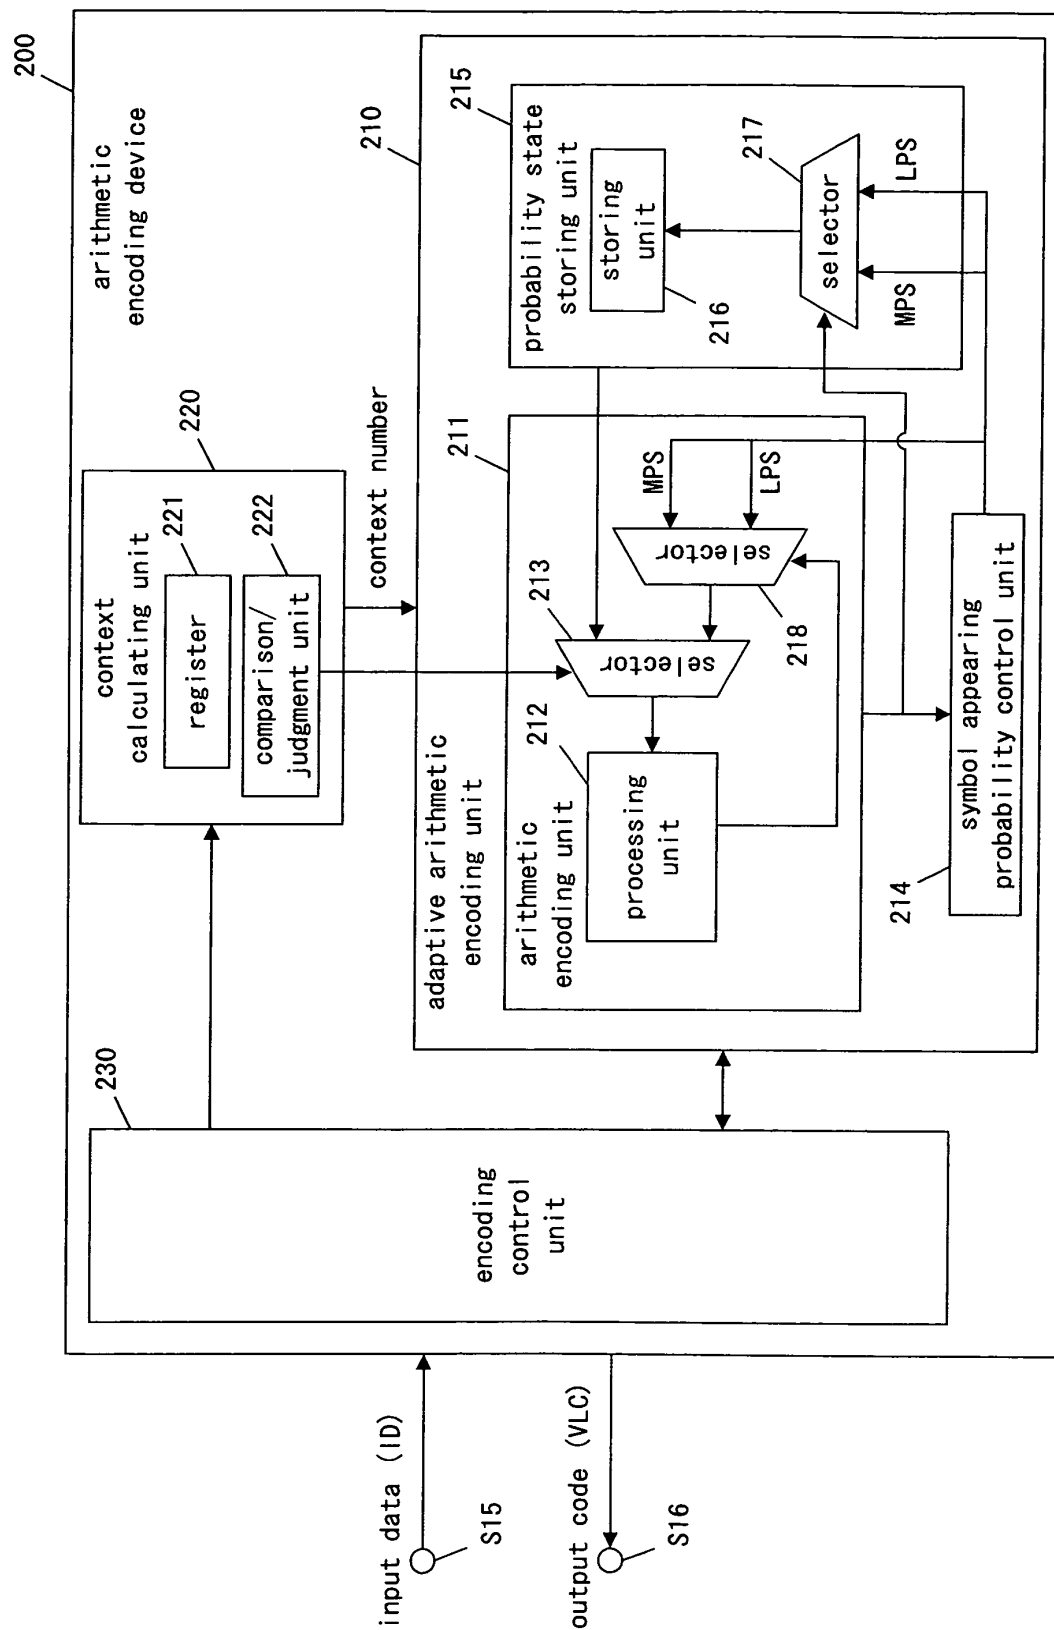 200
arithmetic
encoding device
220
context
calculating unit
221
register
222
comparison/
judgment unit
context number
230
encoding
control
unit
input data (ID)
S15
output code (VLC)
S16
210
adaptive arithmetic
encoding unit
211
arithmetic
encoding unit
212
processing
unit
213
selector
218
selector
MPS
LPS
215
probability state
storing unit
storing
unit
216
217
selector
MPS
LPS
214
symbol appearing
probability control unit